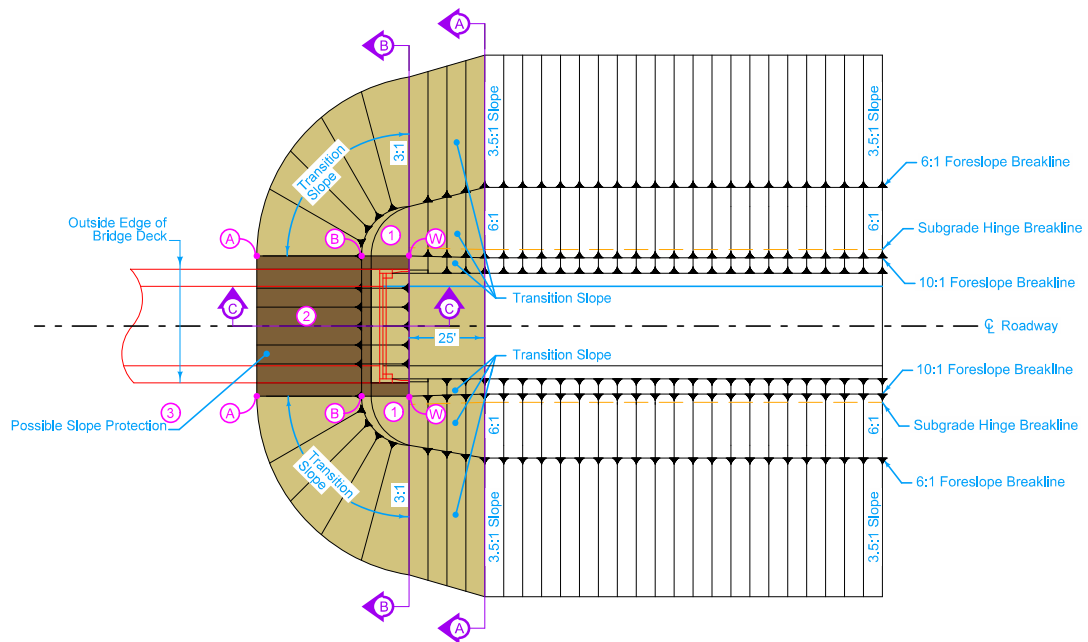 A
B
3.5:1 Slope
3.5:1 Slope
6:1 Foreslope Breakline
Transition
Slope
3:1
Outside Edge of
Bridge Deck
A
B
1
W
6:1
6:1
Subgrade Hinge Breakline
10:1 Foreslope Breakline
C
2
C
Transition Slope
25'
℄ Roadway
Transition Slope
10:1 Foreslope Breakline
3
A
B
1
W
Possible Slope Protection
6:1
6:1
Subgrade Hinge Breakline
Transition
Slope
3:1
6:1 Foreslope Breakline
3.5:1 Slope
3.5:1 Slope
B
A